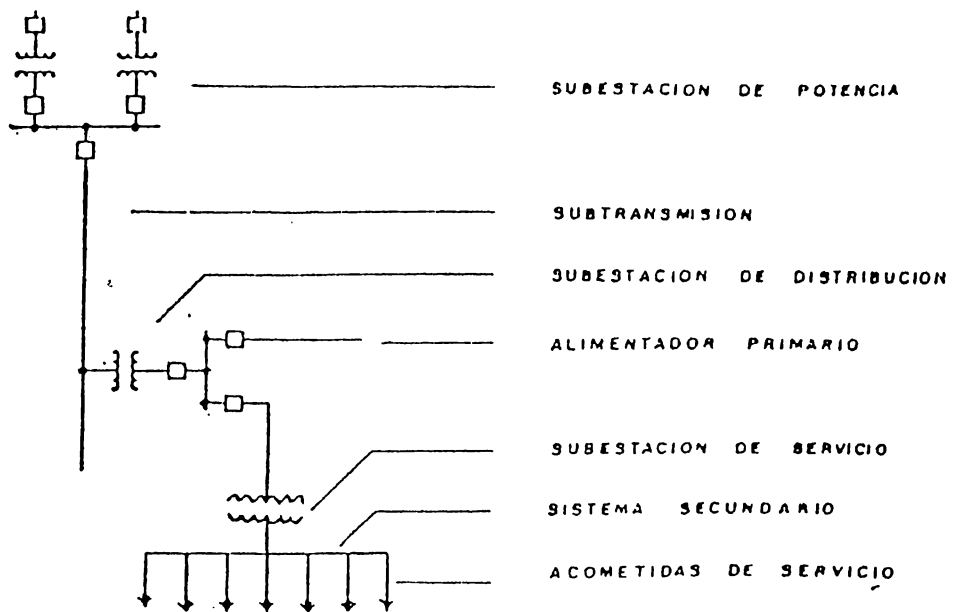 SUBESTACION DE POTENCIA
SUBTRANSMISION
SUBESTACION DE DISTRIBUCION
ALIMENTADOR PRIMARIO
SUBESTACION DE SERVICIO
SISTEMA SECUNDARIO
ACOMETIDAS DE SERVICIO